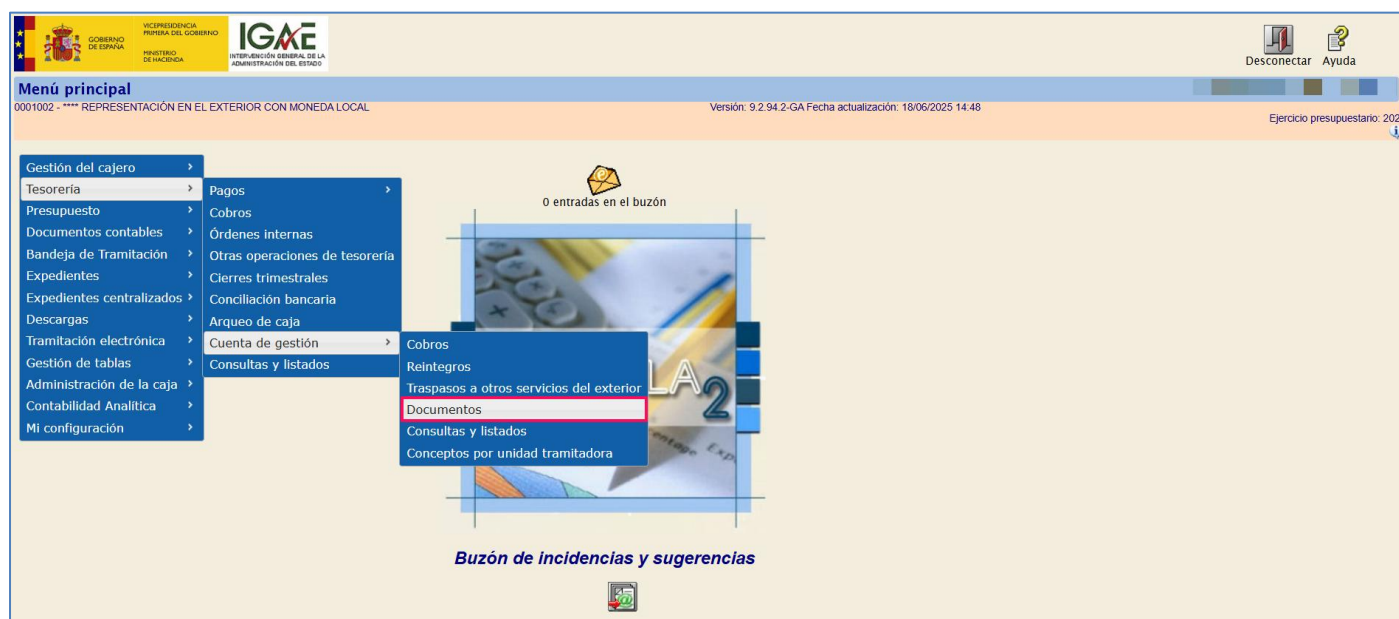 GOBIERNO
DE ESPAÑA
VICEPRESIDENCIA
PRIMERA DEL GOBIERNO
MINISTERIO
DE HACIENDA
IGAE
INTERVENCIÓN GENERAL DE LA
ADMINISTRACIÓN DEL ESTADO
Desconectar Ayuda
Menú principal
0001002 - **** REPRESENTACIÓN EN EL EXTERIOR CON MONEDA LOCAL
Versión: 9.2.94.2-GA Fecha actualización: 18/06/2025 14:48
Ejercicio presupuestario: 202
Gestión del cajero
Tesorería
Presupuesto
Documentos contables
Bandeja de Tramitación
Expedientes
Expedientes centralizados
Descargas
Tramitación electrónica
Gestión de tablas
Administración de la caja
Contabilidad Analítica
Mi configuración
Pagos
Cobros
Órdenes internas
Otras operaciones de tesorería
Cierres trimestrales
Conciliación bancaria
Arqueo de caja
Cuenta de gestión
Consultas y listados
Cobros
Reintegros
Traspasos a otros servicios del exterior
Documentos
Consultas y listados
Conceptos por unidad tramitadora
0 entradas en el buzón
LA
2
Buzón de incidencias y sugerencias